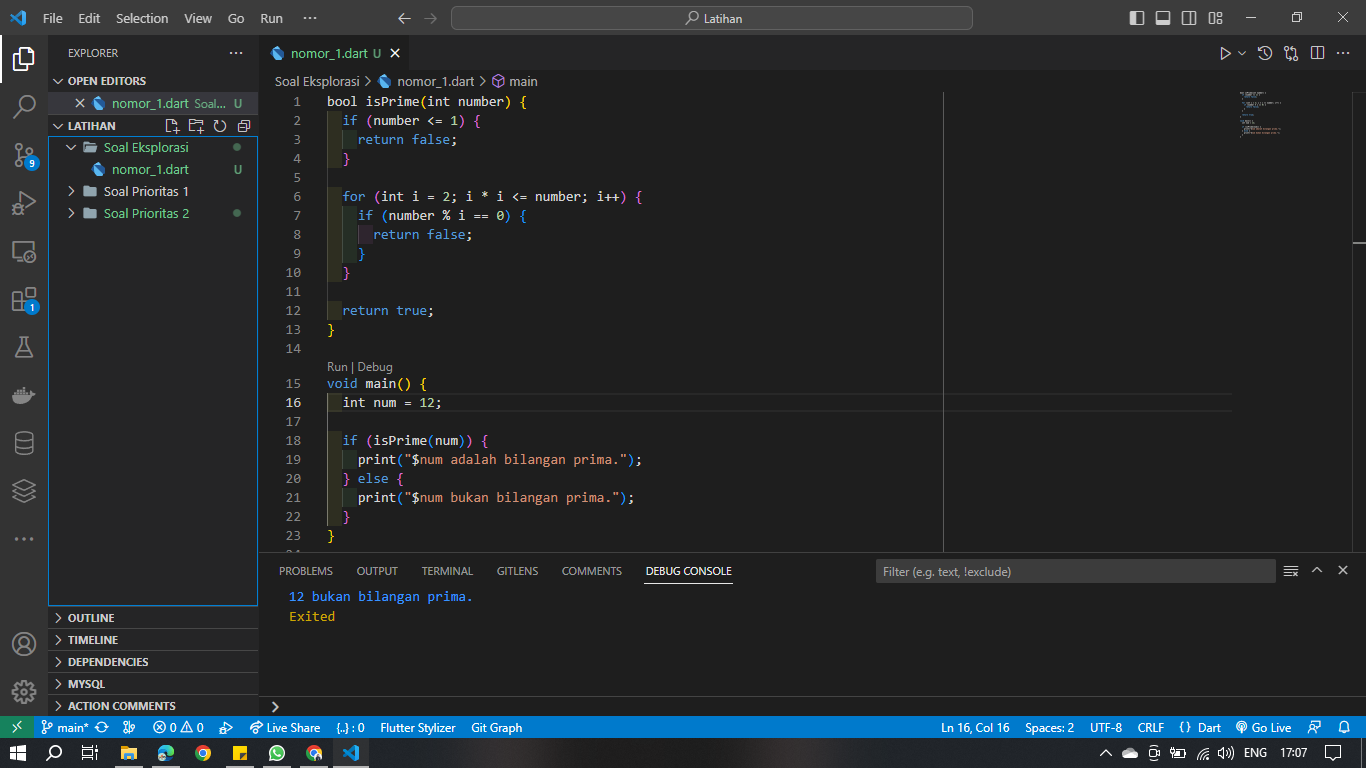 File Edit Selection View Go Run ··· Latihan
EXPLORER ···
OPEN EDITORS
nomor_1.dart Soal... U
LATIHAN
Soal Eksplorasi
nomor_1.dart U
Soal Prioritas 1
Soal Prioritas 2
OUTLINE
TIMELINE
DEPENDENCIES
MYSQL
ACTION COMMENTS
9
1
nomor_1.dart U
Soal Eksplorasi > nomor_1.dart > main
1 bool isPrime(int number) {
2 if (number <= 1) {
3 return false;
4 }
5
6 for (int i = 2; i * i <= number; i++) {
7 if (number % i == 0) {
8 return false;
9 }
10 }
11
12 return true;
13 }
14
Run | Debug
15 void main() {
16 int num = 12;
17
18 if (isPrime(num)) {
19 print("$num adalah bilangan prima.");
20 } else {
21 print("$num bukan bilangan prima.");
22 }
23 }
PROBLEMS OUTPUT TERMINAL GITLENS COMMENTS DEBUG CONSOLE Filter (e.g. text, !exclude)
12 bukan bilangan prima.
Exited
main* 0 0 Live Share {..} : 0 Flutter Stylizer Git Graph Ln 16, Col 16 Spaces: 2 UTF-8 CRLF { } Dart Go Live
ENG 17:07